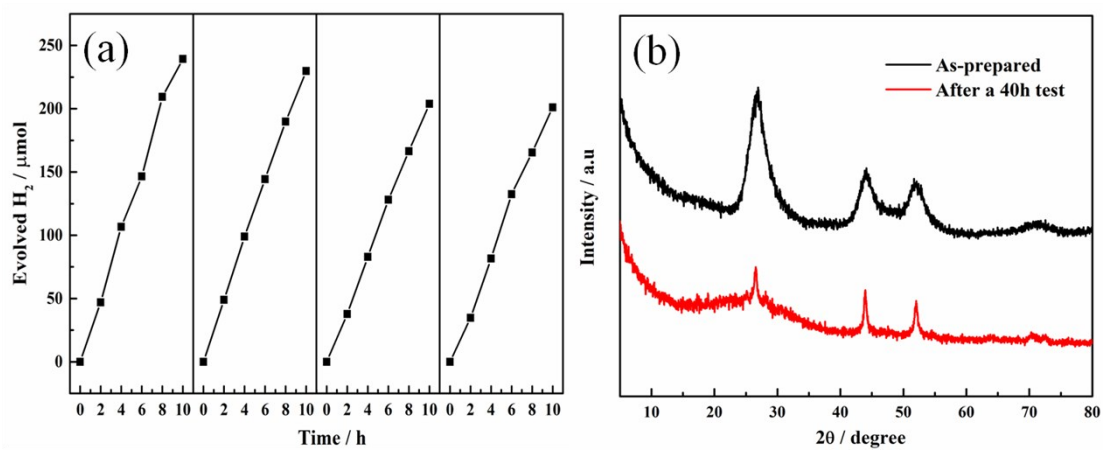 (a)
250
200
150
100
50
0
Evolved H₂ / μmol
0 2 4 6 8 10 0 2 4 6 8 10 0 2 4 6 8 10 0 2 4 6 8 10
Time / h
(b)
As-prepared
After a 40h test
Intensity / a.u
10 20 30 40 50 60 70 80
2θ / degree